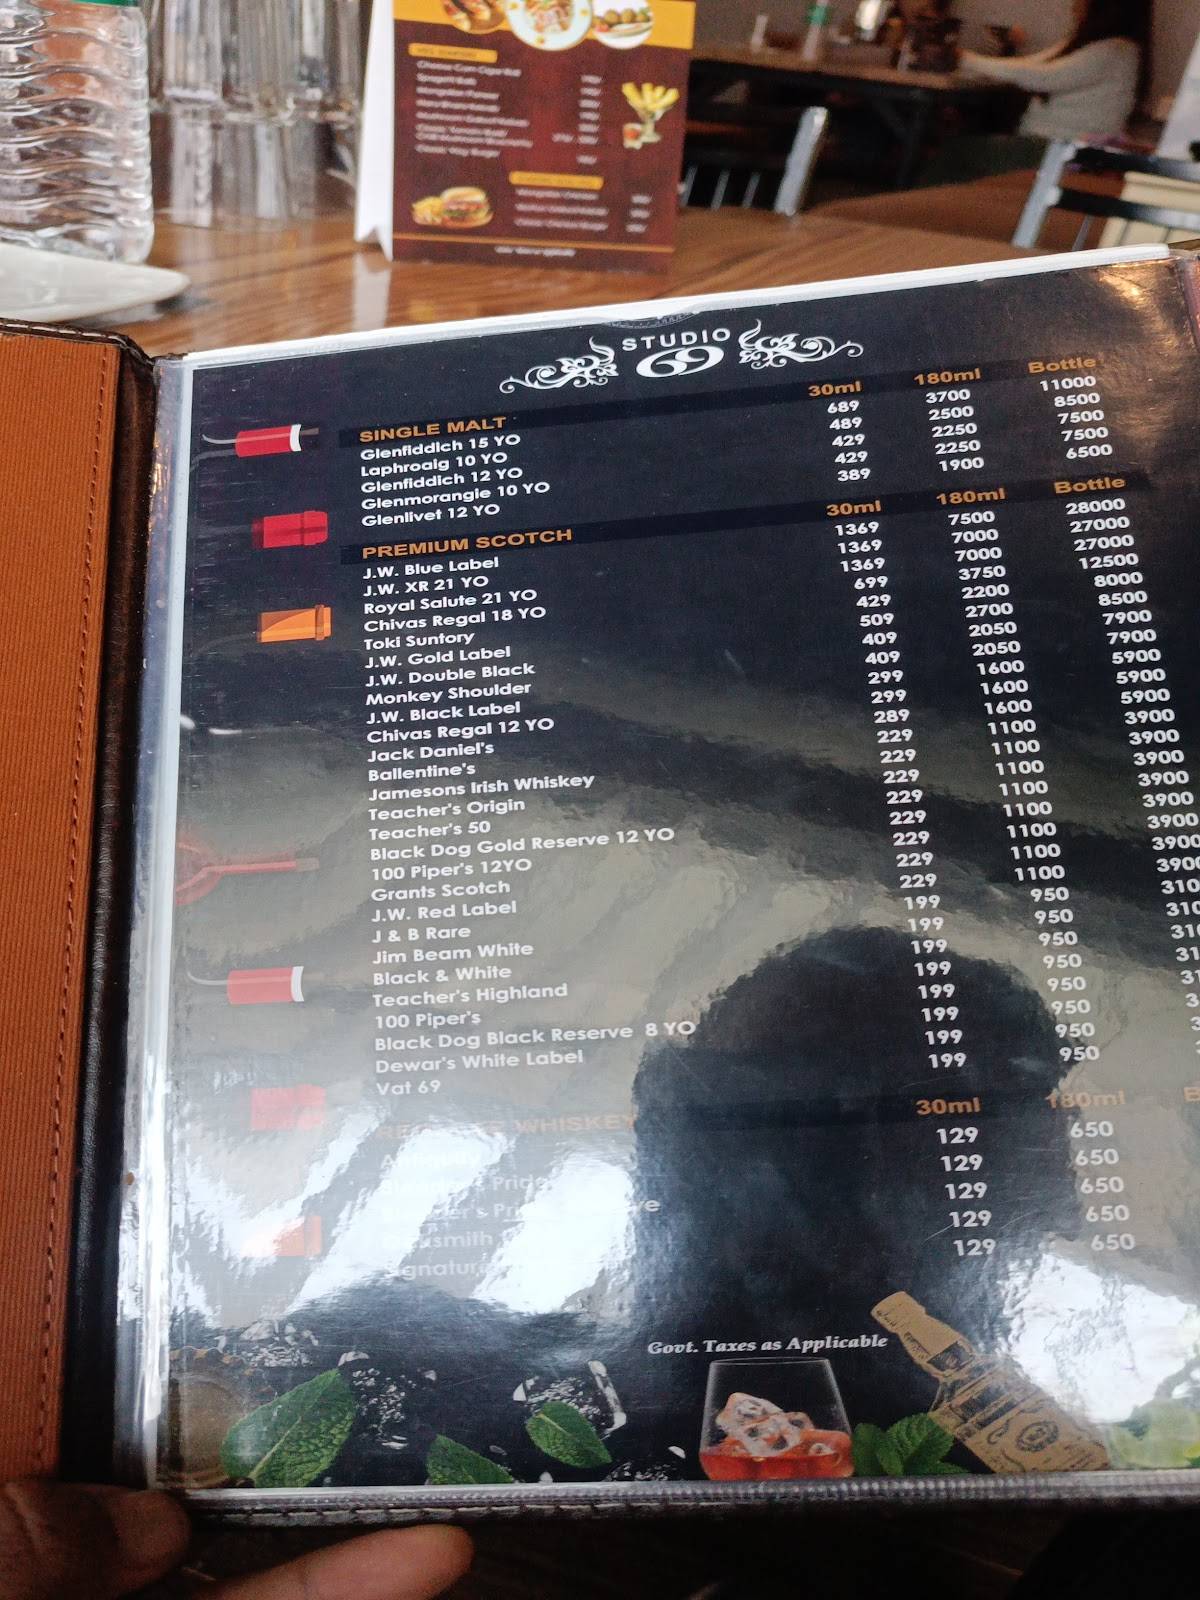 STUDIO
69
SINGLE MALT 30ml 180ml Bottle
Glenfiddich 15 YO 689 3700 11000
Laphroaig 10 YO 489 2500 8500
Glenfiddich 12 YO 429 2250 7500
Glenmorangie 10 YO 429 2250 7500
Glenlivet 12 YO 389 1900 6500
PREMIUM SCOTCH 30ml 180ml Bottle
J.W. Blue Label 1369 7500 28000
J.W. XR 21 YO 1369 7000 27000
Royal Salute 21 YO 1369 7000 27000
Chivas Regal 18 YO 699 3750 12500
Toki Suntory 429 2200 8000
J.W. Gold Label 509 2700 8500
J.W. Double Black 409 2050 7900
Monkey Shoulder 409 2050 7900
J.W. Black Label 299 1600 5900
Chivas Regal 12 YO 299 1600 5900
Jack Daniel's 289 1600 5900
Ballentine's 229 1100 3900
Jamesons Irish Whiskey 229 1100 3900
Teacher's Origin 229 1100 3900
Teacher's 50 229 1100 3900
Black Dog Gold Reserve 12 YO 229 1100 3900
100 Piper's 12YO 229 1100 3900
Grants Scotch 229 1100 3900
J.W. Red Label 229 1100 3900
J & B Rare 199 950 310
Jim Beam White 199 950 310
Black & White 199 950 31
Teacher's Highland 199 950 31
100 Piper's 199 950 31
Black Dog Black Reserve 8 YO 199 950 3
Dewar's White Label 199 950
Vat 69 199 950
WHISKEY 30ml 180ml B
129 650
129 650
129 650
129 650
129 650
Govt. Taxes as Applicable